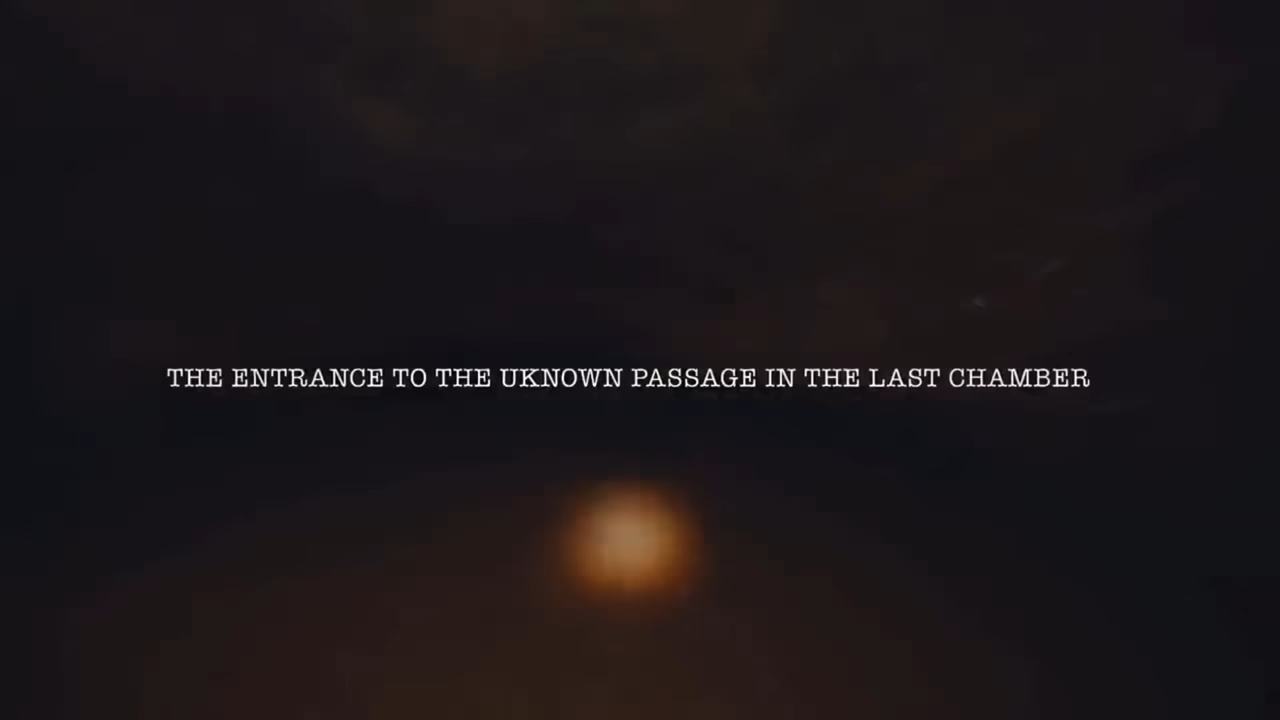 THE ENTRANCE TO THE UKNOWN PASSAGE IN THE LAST CHAMBER